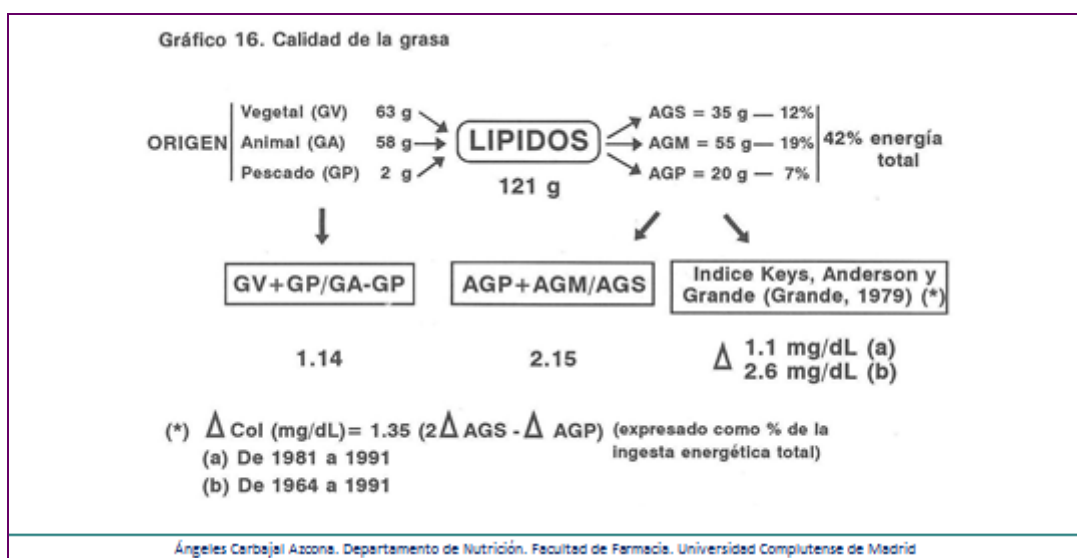 Gráfico 16. Calidad de la grasa
ORIGEN
Vegetal (GV) 63 g
Animal (GA) 58 g
Pescado (GP) 2 g
LIPIDOS
121 g
AGS = 35 g — 12%
AGM = 55 g — 19%
AGP = 20 g — 7%
42% energía
total
GV+GP/GA-GP
AGP+AGM/AGS
Indice Keys, Anderson y
Grande (Grande, 1979) (*)
1.14
2.15
Δ 1.1 mg/dL (a)
2.6 mg/dL (b)
(*) Δ Col (mg/dL)= 1.35 (2Δ AGS - Δ AGP) (expresado como % de la
ingesta energética total)
(a) De 1981 a 1991
(b) De 1964 a 1991
Ángeles Carbajal Azcona. Departamento de Nutrición. Facultad de Farmacia. Universidad Complutense de Madrid